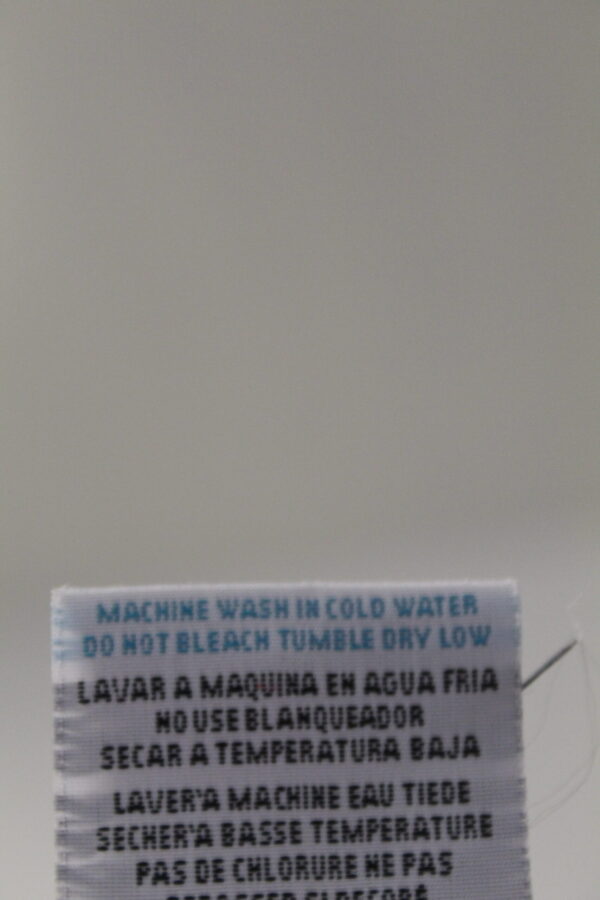 MACHINE WASH IN COLD WATER
DO NOT BLEACH TUMBLE DRY LOW
LAVAR A MAQUINA EN AGUA FRIA
NO USE BLANQUEADOR
SECAR A TEMPERATURA BAJA
LAVER'A MACHINE EAU TIEDE
SECHER'A BASSE TEMPERATURE
PAS DE CHLORURE NE PAS